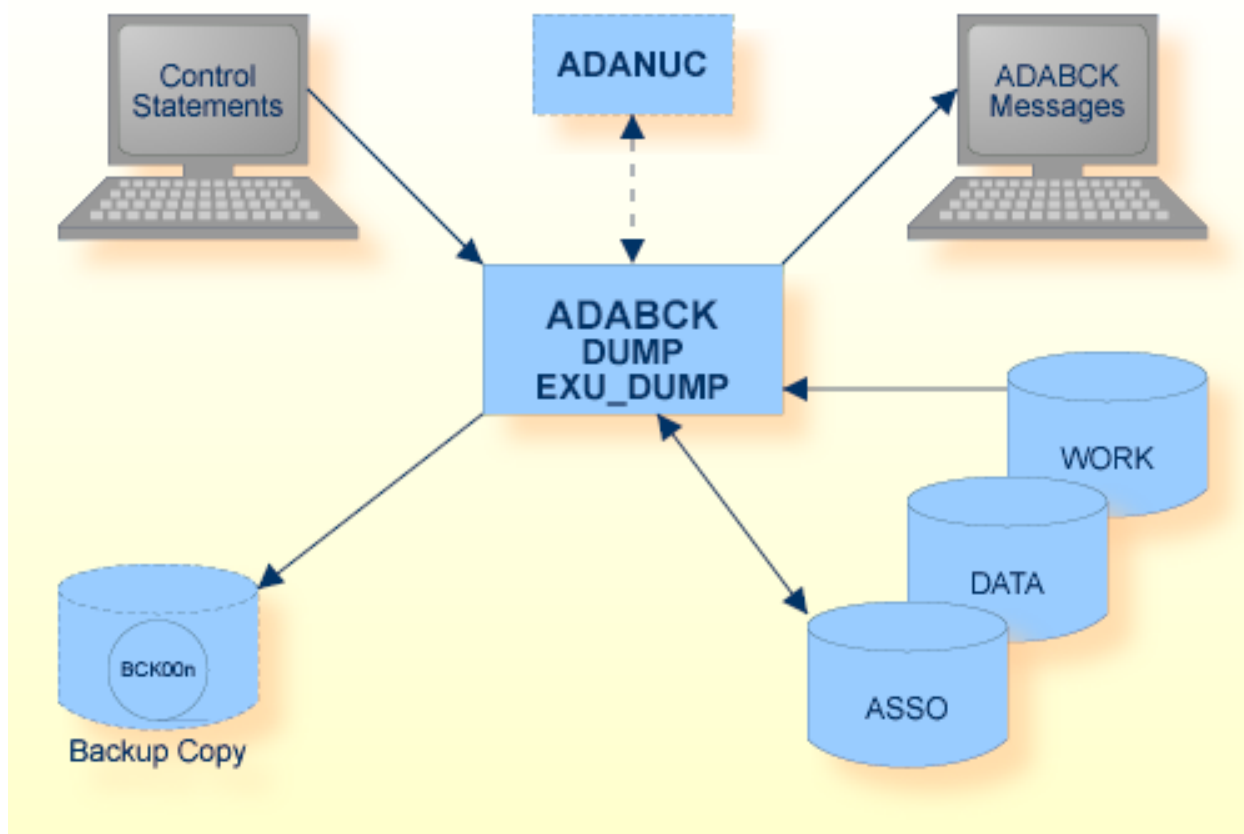 Control
Statements
ADANUC
ADABCK
Messages
ADABCK
DUMP
EXU_DUMP
WORK
DATA
ASSO
BCK00n
Backup Copy